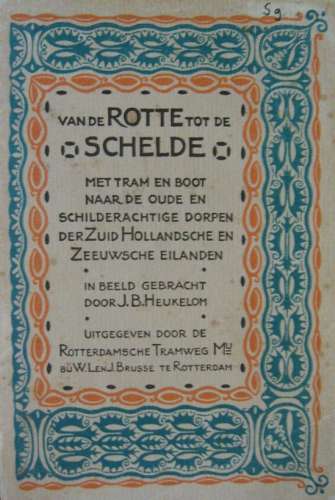 59
VAN DE ROTTE TOT DE
SCHELDE
MET TRAM EN BOOT
NAAR DE OUDE EN
SCHILDERACHTIGE DORPEN
DER ZUID HOLLANDSCHE EN
ZEEUWSCHE EILANDEN
IN BEELD GEBRACHT
DOOR J.B. HEUKELOM
UITGEGEVEN DOOR DE
ROTTERDAMSCHE TRAMWEG MIJ
BIJ W. L. EN J. BRUSSE TE ROTTERDAM